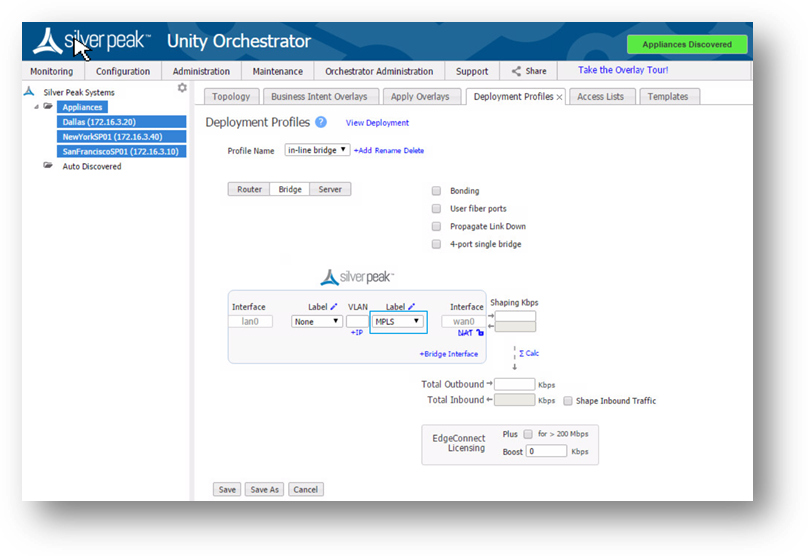 silver peak™ Unity Orchestrator Appliances Discovered
Monitoring Configuration Administration Maintenance Orchestrator Administration Support Share Take the Overlay Tour!
Silver Peak Systems
Appliances
Dallas (172.16.3.20)
NewYorkSP01 (172.16.3.40)
SanFranciscoSP01 (172.16.3.10)
Auto Discovered
Topology Business Intent Overlays Apply Overlays Deployment Profiles × Access Lists Templates
Deployment Profiles ? View Deployment
Profile Name in-line bridge ▼ +Add Rename Delete
Router Bridge Server
Bonding
User fiber ports
Propagate Link Down
4-port single bridge
silver peak™
Interface Label VLAN Label Interface Shaping Kbps
lan0 None ▼ MPLS ▼ wan0
+IP NAT
+Bridge Interface Σ Calc
Total Outbound → Kbps
Total Inbound ← Kbps Shape Inbound Traffic
EdgeConnect Licensing
Plus for > 200 Mbps
Boost 0 Kbps
Save Save As Cancel